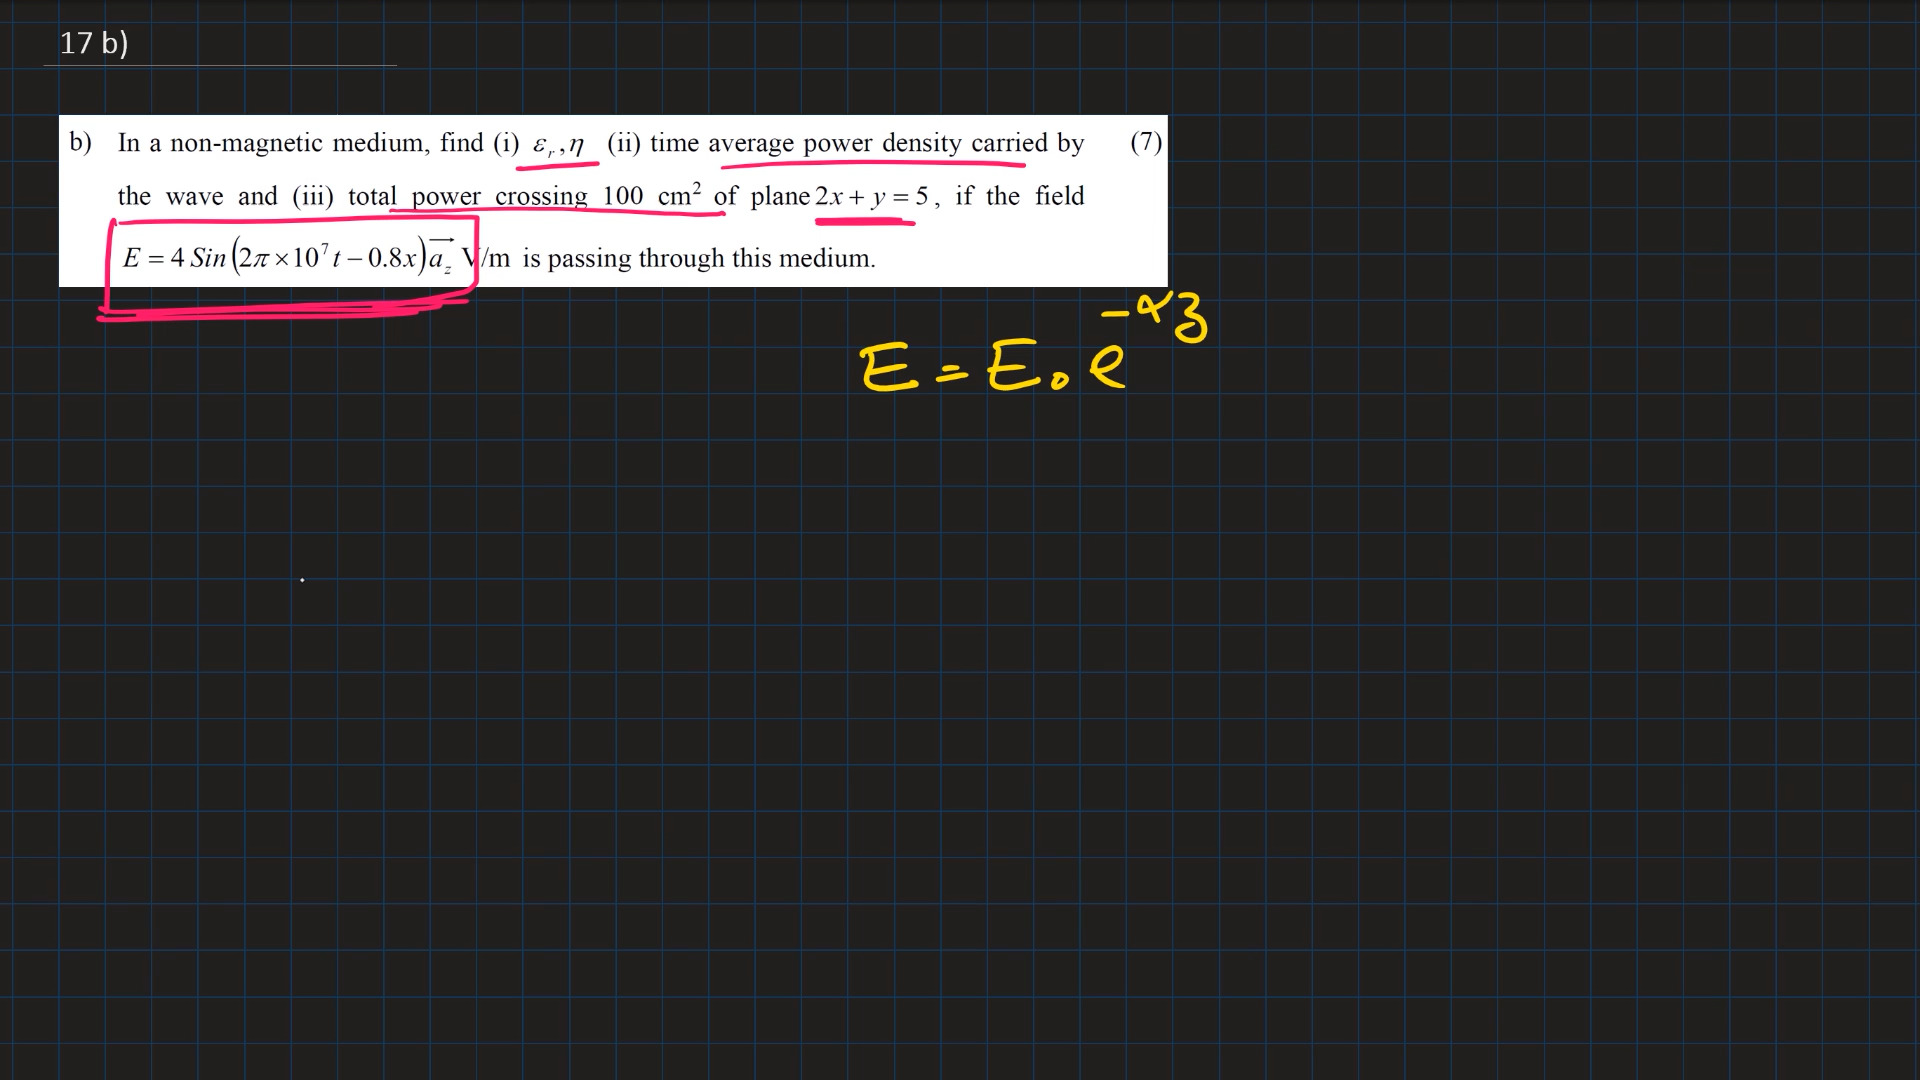 17 b)
b) In a non-magnetic medium, find (i) εᵣ,η (ii) time average power density carried by (7)
the wave and (iii) total power crossing 100 cm² of plane 2x + y = 5, if the field
E = 4 Sin(2π ×10⁷ t − 0.8x)a⃗_z V/m is passing through this medium.
E = E₀ e^(-αz)